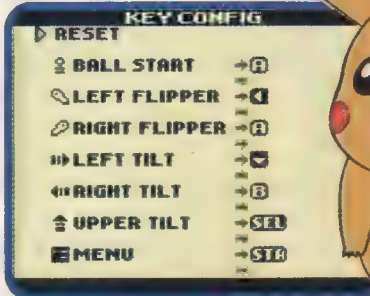 KEY CONFIG
RESET
BALL START → A
LEFT FLIPPER → ◀
RIGHT FLIPPER → A
LEFT TILT → ▼
RIGHT TILT → B
UPPER TILT → SEL
MENU → STA